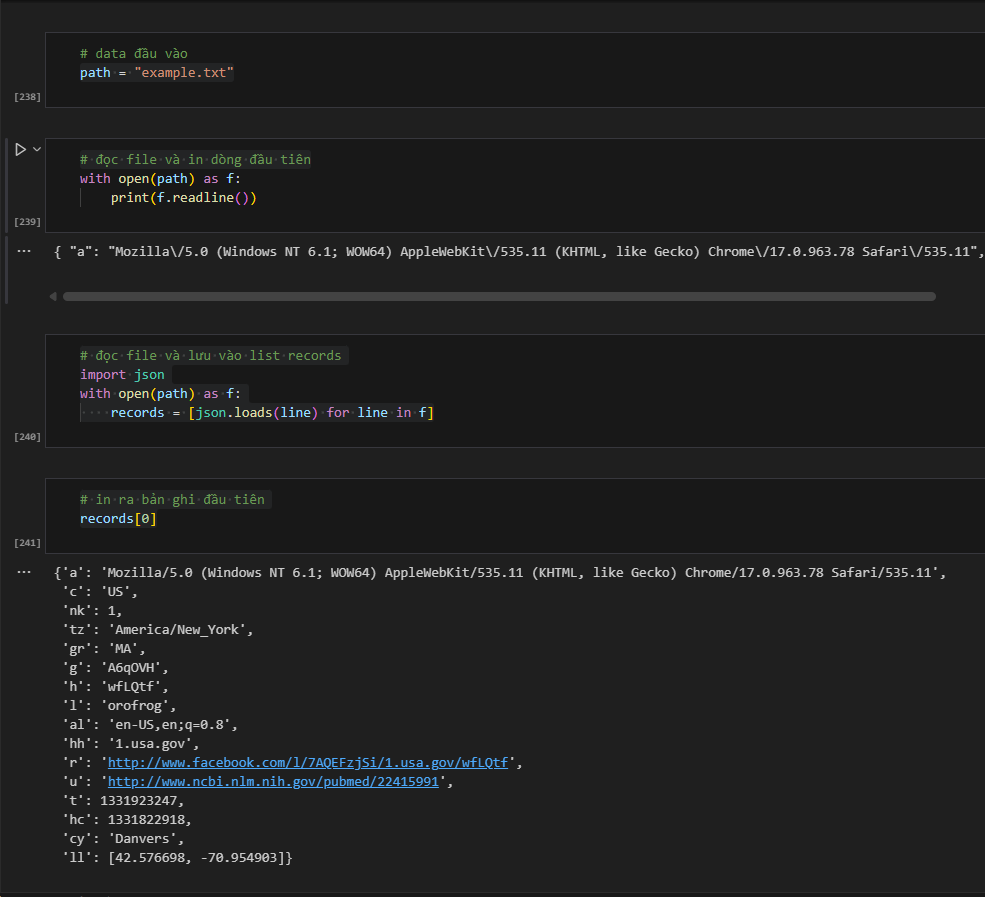 # data đầu vào
path = "example.txt"
[238]
# đọc file và in dòng đầu tiên
with open(path) as f:
    print(f.readline())
[239]
{ "a": "Mozilla\/5.0 (Windows NT 6.1; WOW64) AppleWebKit\/535.11 (KHTML, like Gecko) Chrome\/17.0.963.78 Safari\/535.11",
# đọc file và lưu vào list records
import json
with open(path) as f:
    records = [json.loads(line) for line in f]
[240]
# in ra bản ghi đầu tiên
records[0]
[241]
{'a': 'Mozilla/5.0 (Windows NT 6.1; WOW64) AppleWebKit/535.11 (KHTML, like Gecko) Chrome/17.0.963.78 Safari/535.11',
 'c': 'US',
 'nk': 1,
 'tz': 'America/New_York',
 'gr': 'MA',
 'g': 'A6qOVH',
 'h': 'wfLQtf',
 'l': 'orofrog',
 'al': 'en-US,en;q=0.8',
 'hh': '1.usa.gov',
 'r': 'http://www.facebook.com/l/7AQEFzjSi/1.usa.gov/wfLQtf',
 'u': 'http://www.ncbi.nlm.nih.gov/pubmed/22415991',
 't': 1331923247,
 'hc': 1331822918,
 'cy': 'Danvers',
 'll': [42.576698, -70.954903]}